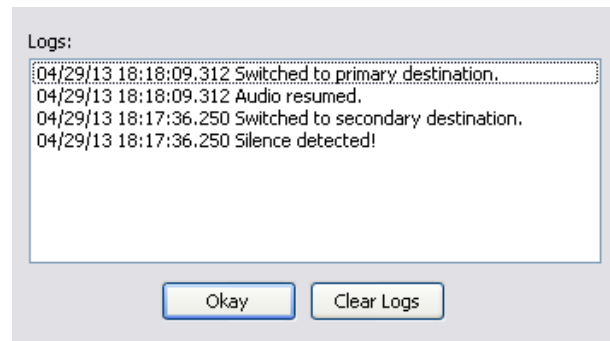 Logs:
04/29/13 18:18:09.312 Switched to primary destination.
04/29/13 18:18:09.312 Audio resumed.
04/29/13 18:17:36.250 Switched to secondary destination.
04/29/13 18:17:36.250 Silence detected!
Okay Clear Logs